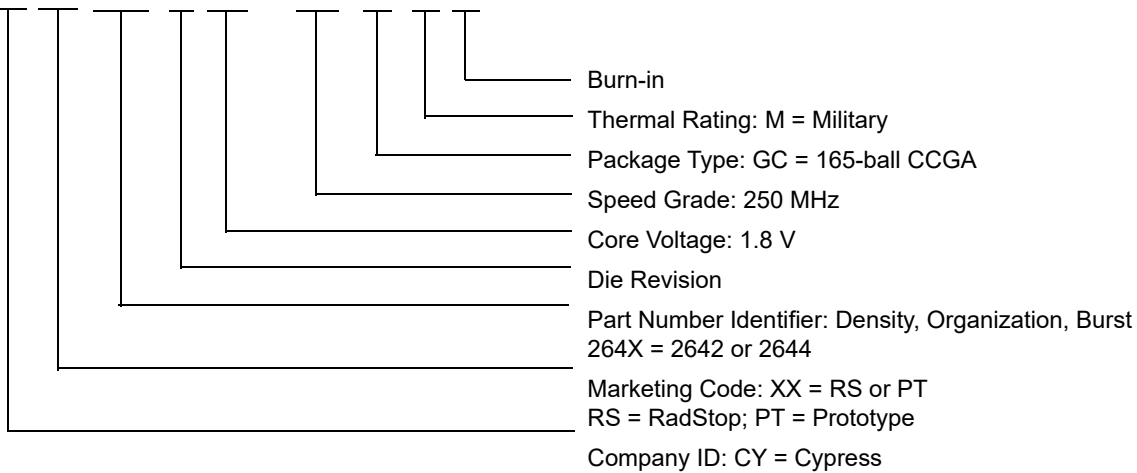 Burn-in
Thermal Rating: M = Military
Package Type: GC = 165-ball CCGA
Speed Grade: 250 MHz
Core Voltage: 1.8 V
Die Revision
Part Number Identifier: Density, Organization, Burst
264X = 2642 or 2644
Marketing Code: XX = RS or PT
RS = RadStop; PT = Prototype
Company ID: CY = Cypress